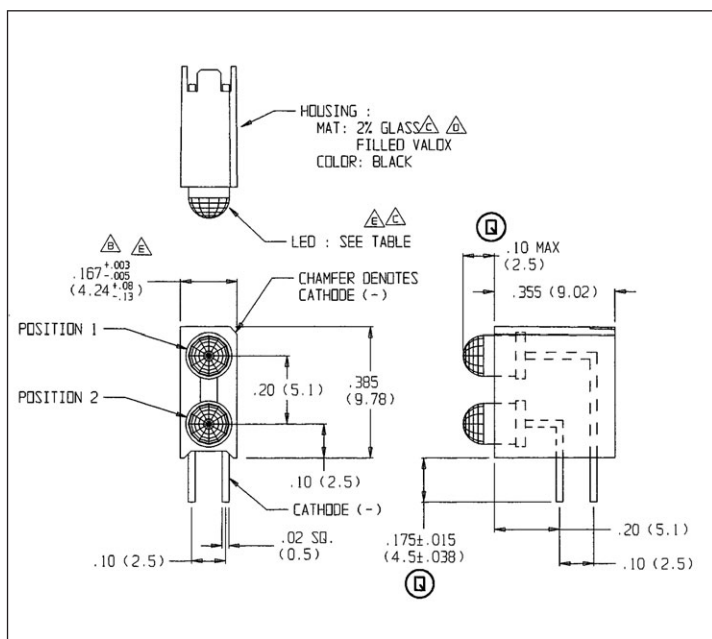 HOUSING :
MAT: 2% GLASS C D
FILLED VALOX
COLOR: BLACK
E C
LED : SEE TABLE
B E
.167 +.003 -.005
(4.24 +.08 -.13)
CHAMFER DENOTES
CATHODE (-)
POSITION 1
POSITION 2
.20 (5.1)
.385
(9.78)
.10 (2.5)
CATHODE (-)
.02 SQ.
(0.5)
.10 (2.5)
Q
.10 MAX
(2.5)
.355 (9.02)
.175±.015
(4.5±.038)
Q
.20 (5.1)
.10 (2.5)